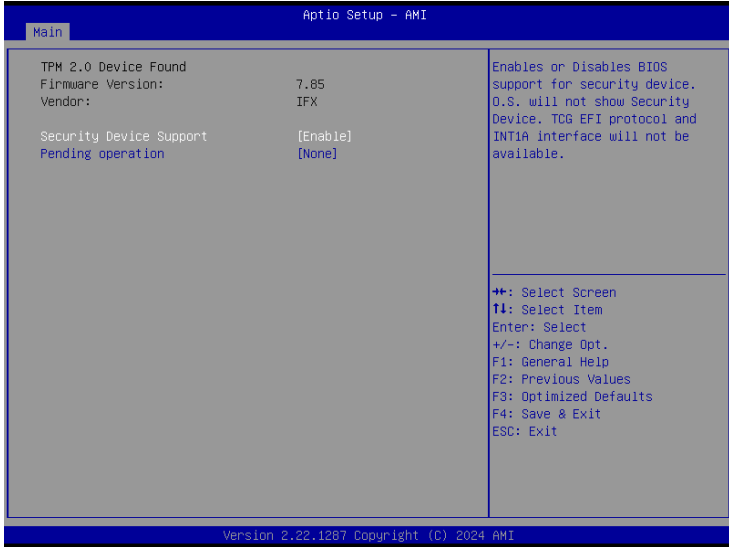 Aptio Setup - AMI
Main
TPM 2.0 Device Found
Firmware Version: 7.85
Vendor: IFX
Security Device Support [Enable]
Pending operation [None]
Enables or Disables BIOS
support for security device.
O.S. will not show Security
Device. TCG EFI protocol and
INT1A interface will not be
available.
→←: Select Screen
↑↓: Select Item
Enter: Select
+/-: Change Opt.
F1: General Help
F2: Previous Values
F3: Optimized Defaults
F4: Save & Exit
ESC: Exit
Version 2.22.1287 Copyright (C) 2024 AMI